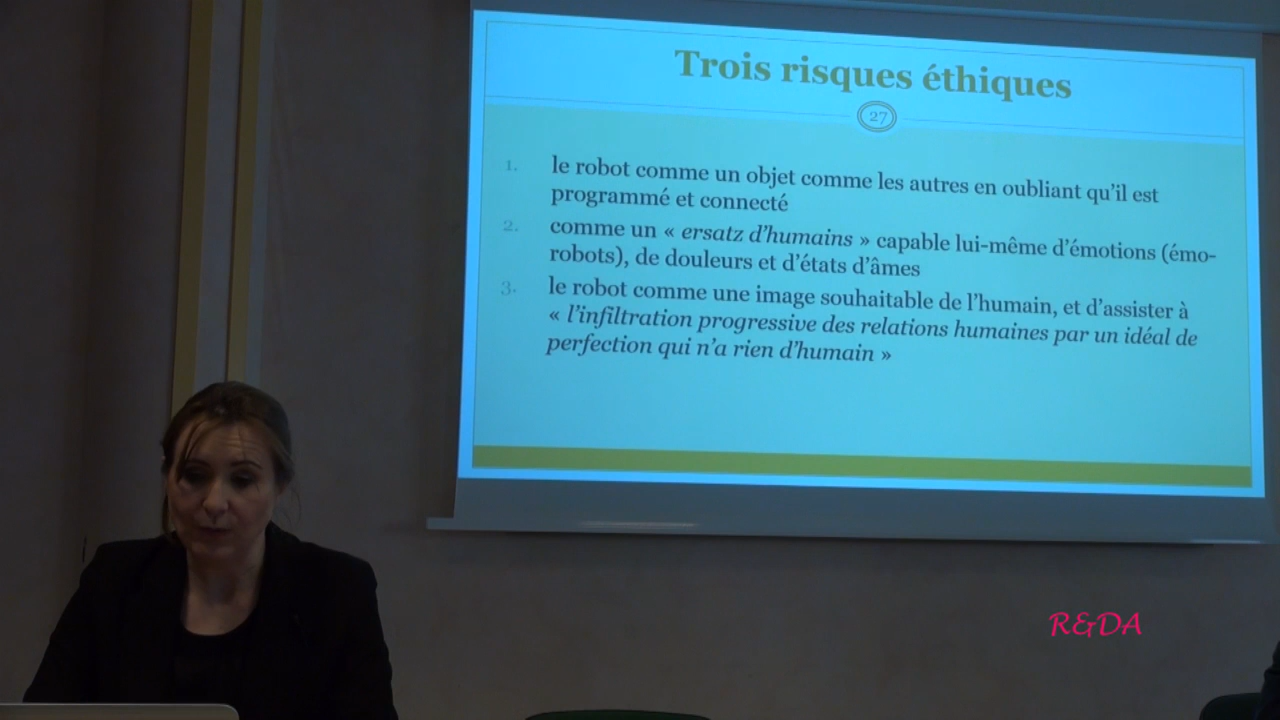 Trois risques éthiques
27
1. le robot comme un objet comme les autres en oubliant qu'il est
programmé et connecté
2. comme un « ersatz d'humains » capable lui-même d'émotions (émo-
robots), de douleurs et d'états d'âmes
3. le robot comme une image souhaitable de l'humain, et d'assister à
« l'infiltration progressive des relations humaines par un idéal de
perfection qui n'a rien d'humain »
R&DA